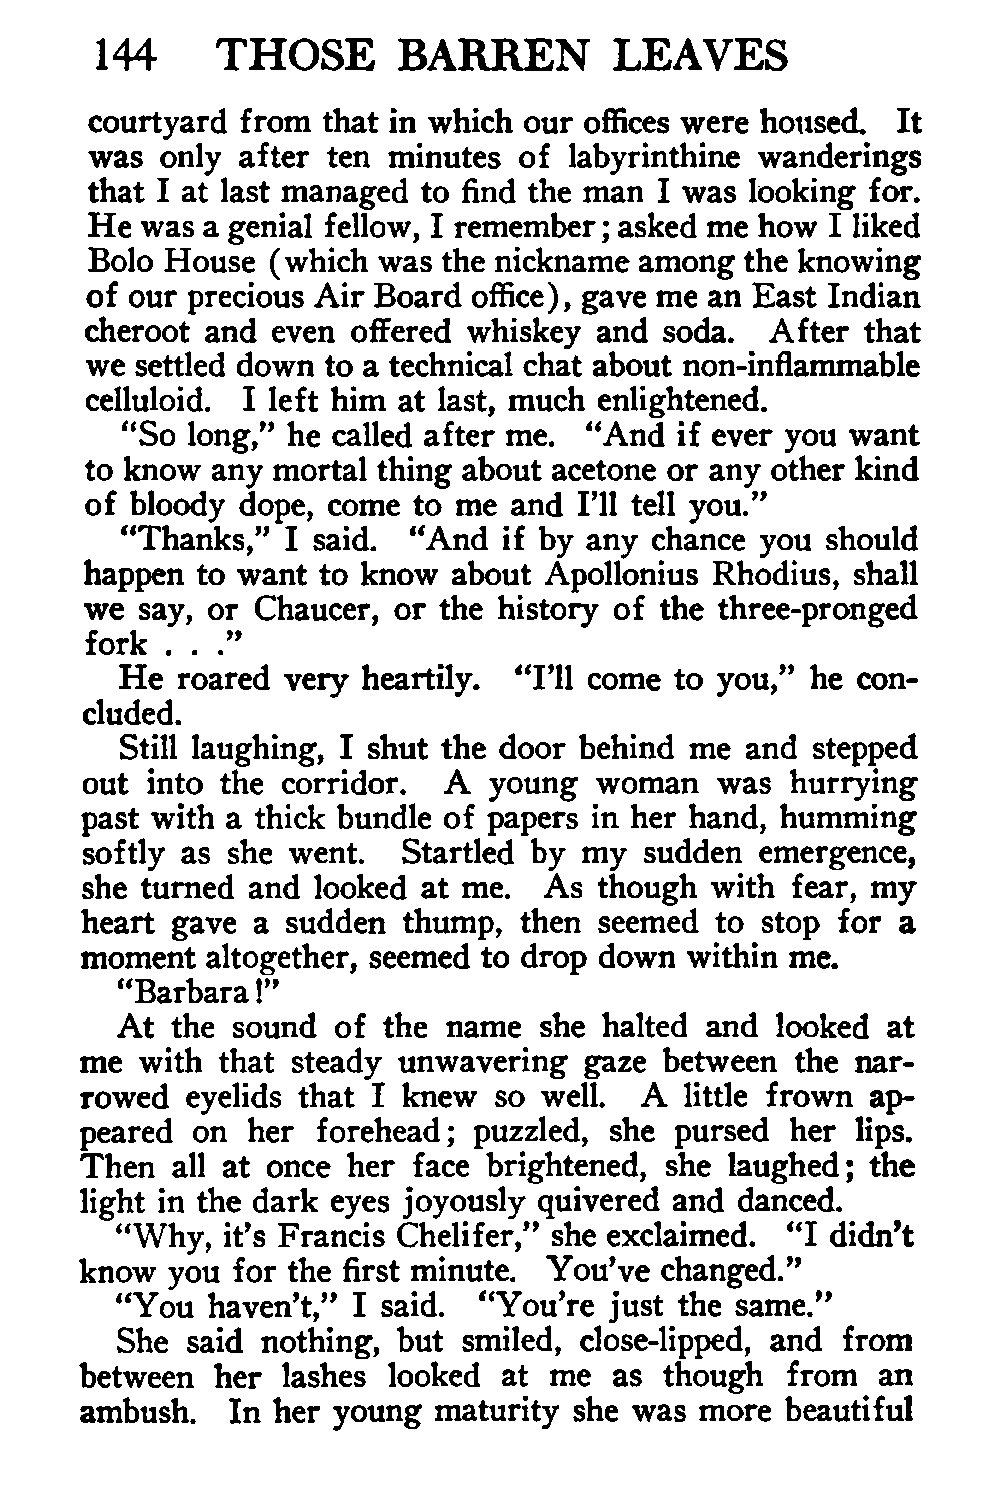 144 THOSE BARREN LEAVES
courtyard from that in which our offices were housed. It
was only after ten minutes of labyrinthine wanderings
that I at last managed to find the man I was looking for.
He was a genial fellow, I remember; asked me how I liked
Bolo House (which was the nickname among the knowing
of our precious Air Board office), gave me an East Indian
cheroot and even offered whiskey and soda. After that
we settled down to a technical chat about non-inflammable
celluloid. I left him at last, much enlightened.
“So long,” he called after me. “And if ever you want
to know any mortal thing about acetone or any other kind
of bloody dope, come to me and I’ll tell you.”
“Thanks,” I said. “And if by any chance you should
happen to want to know about Apollonius Rhodius, shall
we say, or Chaucer, or the history of the three-pronged
fork . . .”
He roared very heartily. “I’ll come to you,” he con-
cluded.
Still laughing, I shut the door behind me and stepped
out into the corridor. A young woman was hurrying
past with a thick bundle of papers in her hand, humming
softly as she went. Startled by my sudden emergence,
she turned and looked at me. As though with fear, my
heart gave a sudden thump, then seemed to stop for a
moment altogether, seemed to drop down within me.
“Barbara!”
At the sound of the name she halted and looked at
me with that steady unwavering gaze between the nar-
rowed eyelids that I knew so well. A little frown ap-
peared on her forehead; puzzled, she pursed her lips.
Then all at once her face brightened, she laughed; the
light in the dark eyes joyously quivered and danced.
“Why, it’s Francis Chelifer,” she exclaimed. “I didn’t
know you for the first minute. You’ve changed.”
“You haven’t,” I said. “You’re just the same.”
She said nothing, but smiled, close-lipped, and from
between her lashes looked at me as though from an
ambush. In her young maturity she was more beautiful